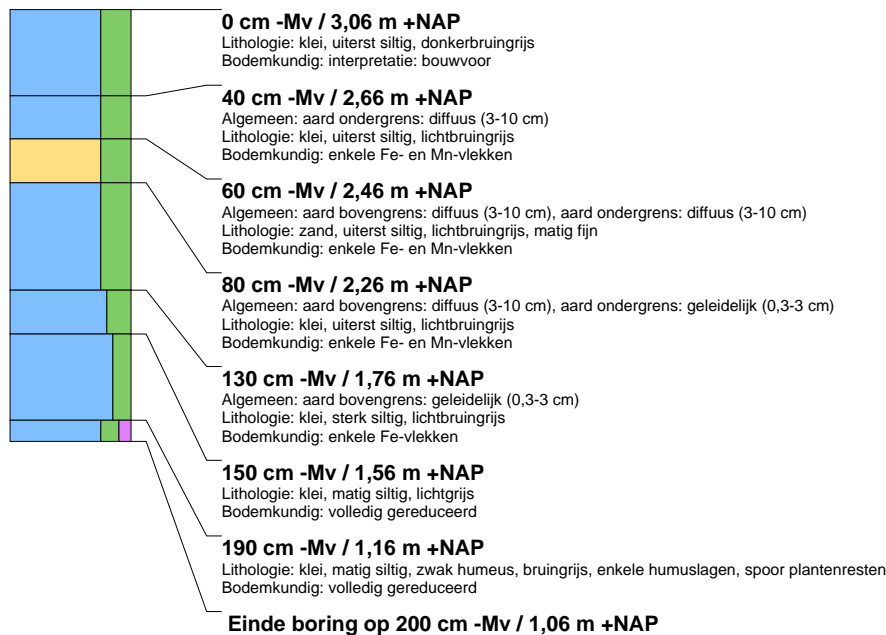 0 cm -Mv / 3,06 m +NAP
Lithologie: klei, uiterst siltig, donkerbruingrijs
Bodemkundig: interpretatie: bouwvoor
40 cm -Mv / 2,66 m +NAP
Algemeen: aard ondergrens: diffuus (3-10 cm)
Lithologie: klei, uiterst siltig, lichtbruingrijs
Bodemkundig: enkele Fe- en Mn-vlekken
60 cm -Mv / 2,46 m +NAP
Algemeen: aard bovengrens: diffuus (3-10 cm), aard ondergrens: diffuus (3-10 cm)
Lithologie: zand, uiterst siltig, lichtbruingrijs, matig fijn
Bodemkundig: enkele Fe- en Mn-vlekken
80 cm -Mv / 2,26 m +NAP
Algemeen: aard bovengrens: diffuus (3-10 cm), aard ondergrens: geleidelijk (0,3-3 cm)
Lithologie: klei, uiterst siltig, lichtbruingrijs
Bodemkundig: enkele Fe- en Mn-vlekken
130 cm -Mv / 1,76 m +NAP
Algemeen: aard bovengrens: geleidelijk (0,3-3 cm)
Lithologie: klei, sterk siltig, lichtbruingrijs
Bodemkundig: enkele Fe-vlekken
150 cm -Mv / 1,56 m +NAP
Lithologie: klei, matig siltig, lichtgrijs
Bodemkundig: volledig gereduceerd
190 cm -Mv / 1,16 m +NAP
Lithologie: klei, matig siltig, zwak humeus, bruingrijs, enkele humuslagen, spoor plantenresten
Bodemkundig: volledig gereduceerd
Einde boring op 200 cm -Mv / 1,06 m +NAP